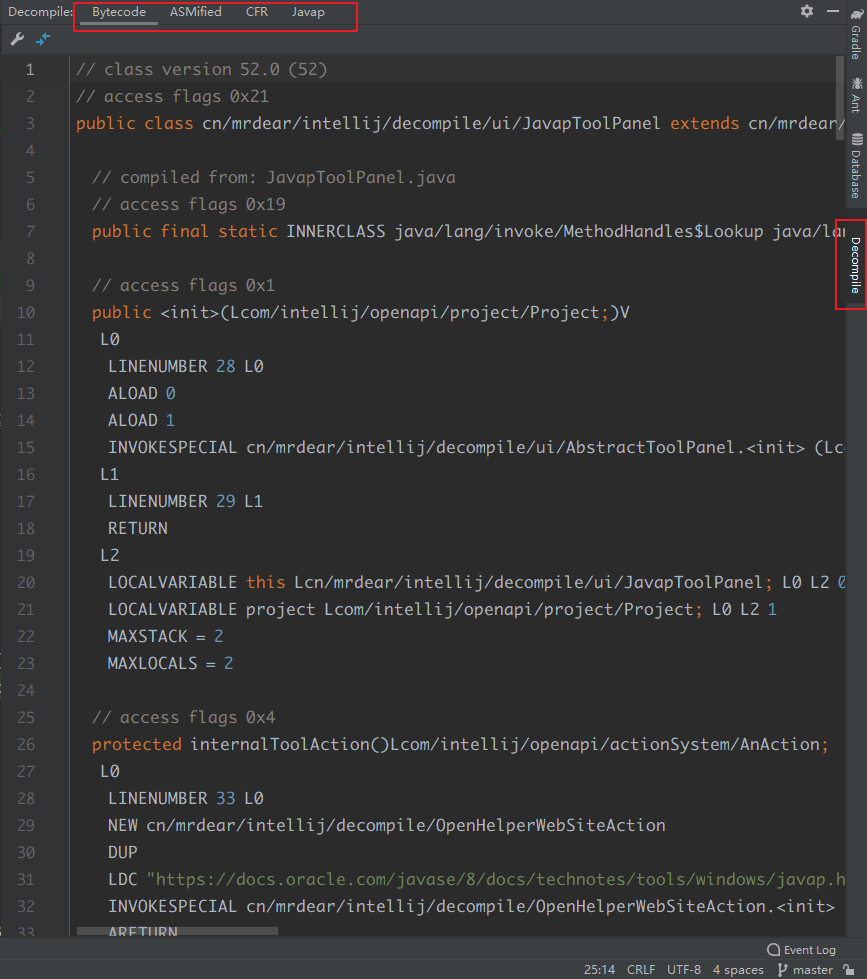 Decompile: Bytecode ASMified CFR Javap
1 // class version 52.0 (52)
2 // access flags 0x21
3 public class cn/mrdear/intellij/decompile/ui/JavapToolPanel extends cn/mrdear/
4
5 // compiled from: JavapToolPanel.java
6 // access flags 0x19
7 public final static INNERCLASS java/lang/invoke/MethodHandles$Lookup java/lan
8
9 // access flags 0x1
10 public <init>(Lcom/intellij/openapi/project/Project;)V
11 L0
12 LINENUMBER 28 L0
13 ALOAD 0
14 ALOAD 1
15 INVOKESPECIAL cn/mrdear/intellij/decompile/ui/AbstractToolPanel.<init> (Lc
16 L1
17 LINENUMBER 29 L1
18 RETURN
19 L2
20 LOCALVARIABLE this Lcn/mrdear/intellij/decompile/ui/JavapToolPanel; L0 L2 0
21 LOCALVARIABLE project Lcom/intellij/openapi/project/Project; L0 L2 1
22 MAXSTACK = 2
23 MAXLOCALS = 2
24
25 // access flags 0x4
26 protected internalToolAction()Lcom/intellij/openapi/actionSystem/AnAction;
27 L0
28 LINENUMBER 33 L0
29 NEW cn/mrdear/intellij/decompile/OpenHelperWebSiteAction
30 DUP
31 LDC "https://docs.oracle.com/javase/8/docs/technotes/tools/windows/javap.h
32 INVOKESPECIAL cn/mrdear/intellij/decompile/OpenHelperWebSiteAction.<init>
33 ARETURN
Gradle
Ant
Database
Decompile
Event Log
25:14 CRLF UTF-8 4 spaces master